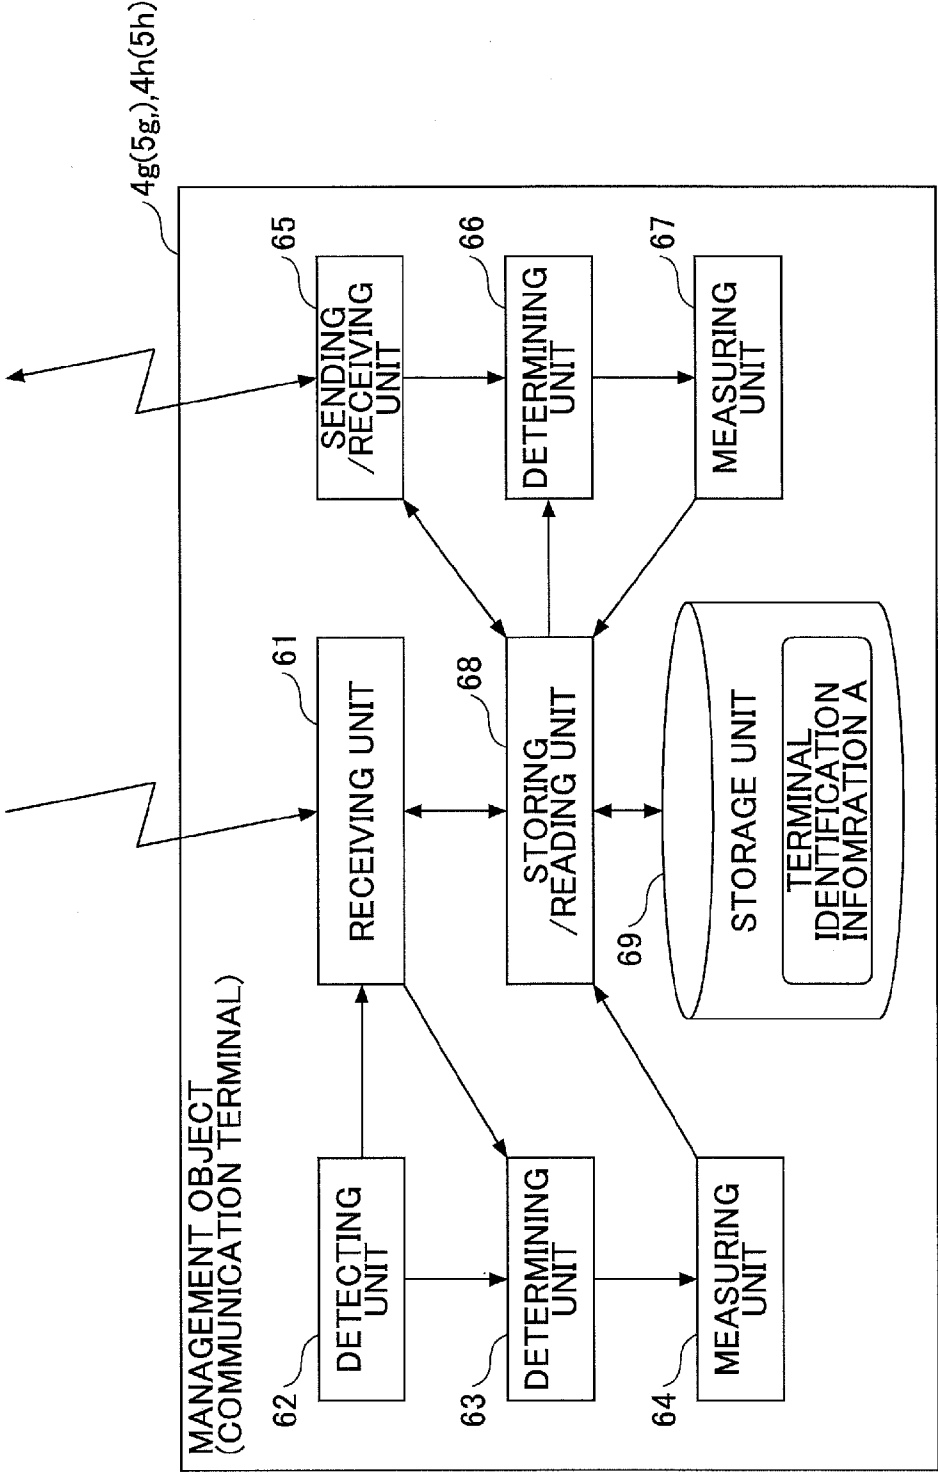 4g(5g,),4h(5h)
MANAGEMENT OBJECT
(COMMUNICATION TERMINAL)
62
DETECTING
UNIT
61
RECEIVING UNIT
65
SENDING
/RECEIVING
UNIT
63
DETERMINING
UNIT
68
STORING
/READING UNIT
66
DETERMINING
UNIT
64
MEASURING
UNIT
69
STORAGE UNIT
TERMINAL
IDENTIFICATION
INFOMRATION A
67
MEASURING
UNIT